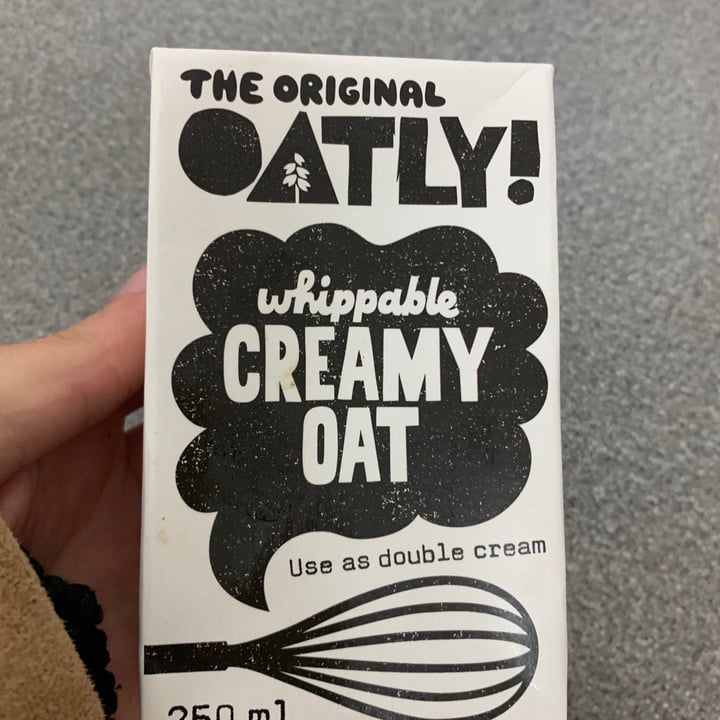 THE ORIGINAL
OATLY!
whippable
CREAMY
OAT
Use as double cream
250 ml